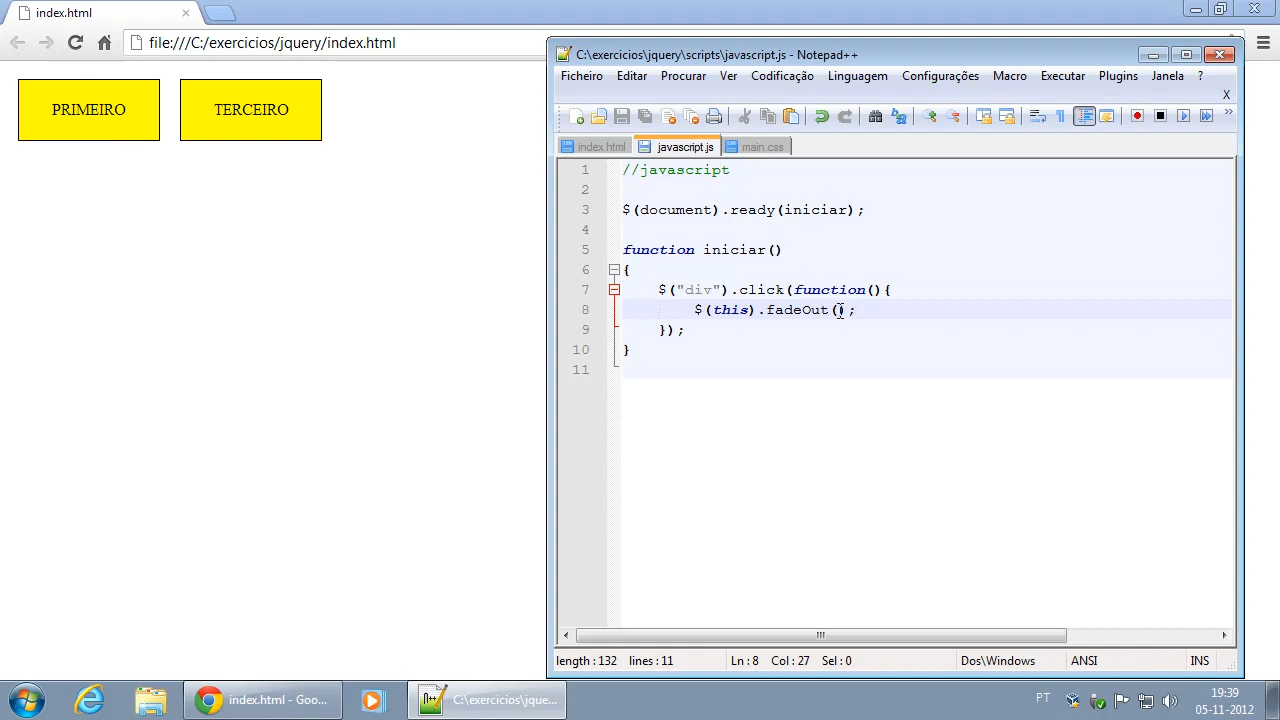 index.html
file:///C:/exercicios/jquery/index.html
PRIMEIRO
TERCEIRO
C:\exercicios\jquery\scripts\javascript.js - Notepad++
Ficheiro Editar Procurar Ver Codificação Linguagem Configurações Macro Executar Plugins Janela ?
X
index.html javascript.js main.css
1 //javascript
2
3 $(document).ready(iniciar);
4
5 function iniciar()
6 {
7 $("div").click(function(){
8 $(this).fadeOut();
9 });
10 }
11
length : 132 lines : 11 Ln : 8 Col : 27 Sel : 0 Dos\Windows ANSI INS
index.html - Goo...
C:\exercicios\jque...
PT
19:39
05-11-2012